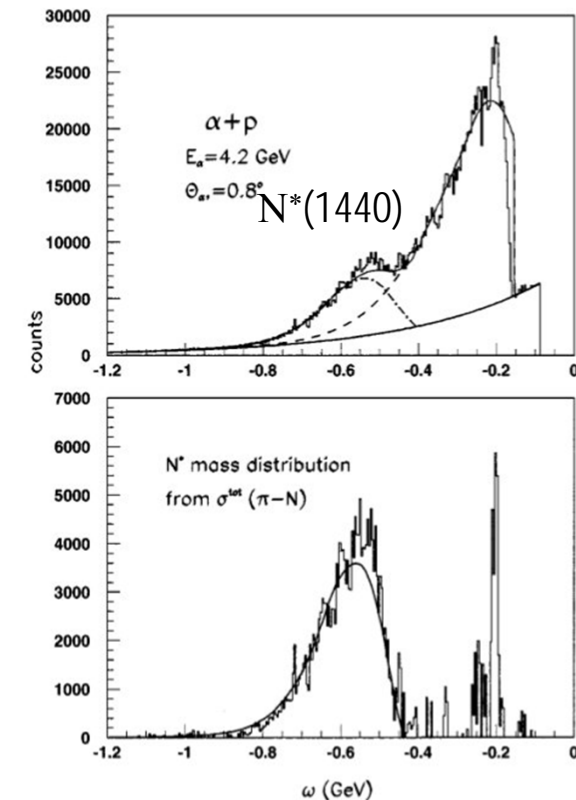 30000
25000
20000
15000
10000
5000
0
counts
α+p
Eα=4.2 GeV
Θα'=0.8°
N*(1440)
-1.2 -1 -0.8 -0.6 -0.4 -0.2 0
7000
6000
5000
4000
3000
2000
1000
0
N* mass distribution
from σtot (π-N)
-1.2 -1 -0.8 -0.6 -0.4 -0.2 0
ω (GeV)